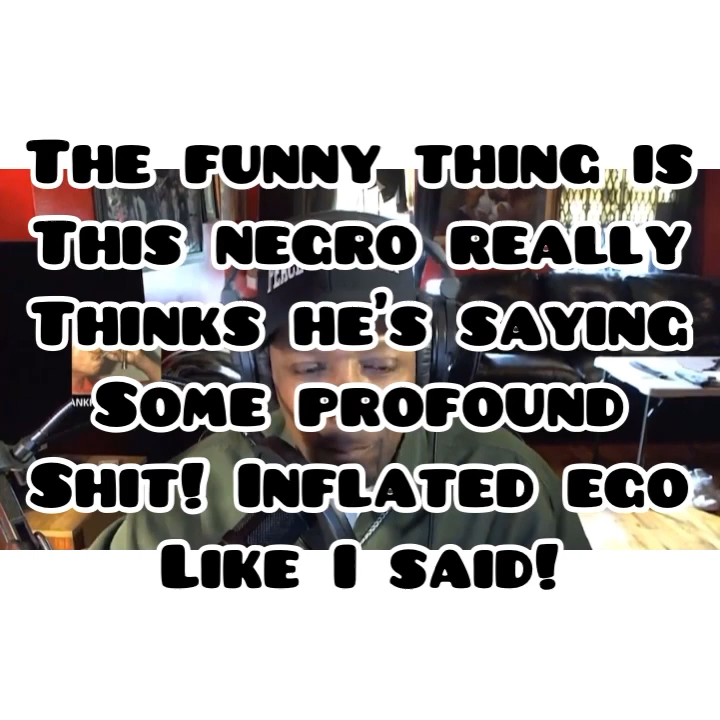 The funny thing is
This negro really
Thinks he's saying
Some profound
Shit! Inflated ego
Like I said!